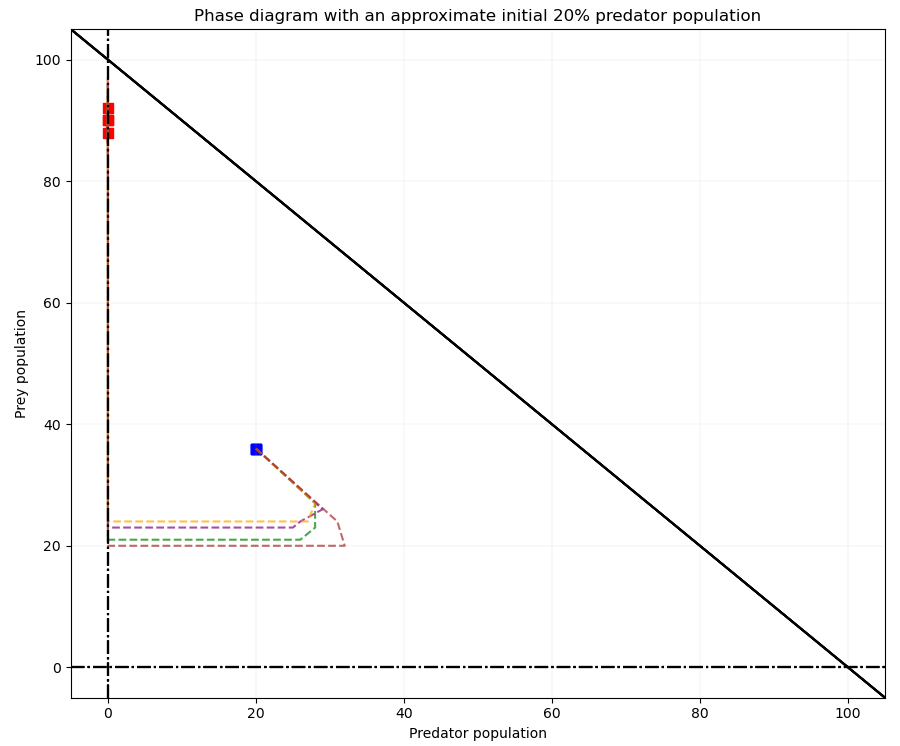 Phase diagram with an approximate initial 20% predator population
100
80
60
40
20
0
Prey population
0 20 40 60 80 100
Predator population